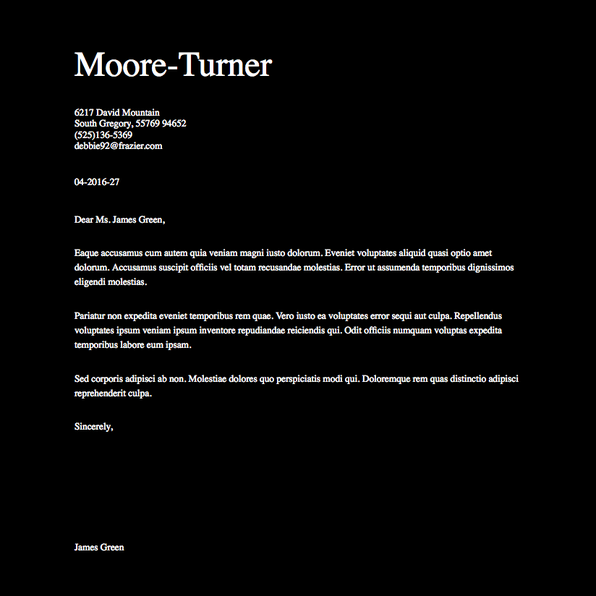 Moore-Turner
6217 David Mountain
South Gregory, 55769 94652
(525)136-5369
debbie92@frazier.com
04-2016-27
Dear Ms. James Green,
Eaque accusamus cum autem quia veniam magni iusto dolorum. Eveniet voluptates aliquid quasi optio amet
dolorum. Accusamus suscipit officiis vel totam recusandae molestias. Error ut assumenda temporibus dignissimos
eligendi molestias.
Pariatur non expedita eveniet temporibus rem quae. Vero iusto ea voluptates error sequi aut culpa. Repellendus
voluptates ipsum veniam ipsum inventore repudiandae reiciendis qui. Odit officiis numquam voluptas expedita
temporibus labore eum ipsam.
Sed corporis adipisci ab non. Molestiae dolores quo perspiciatis modi qui. Doloremque rem quas distinctio adipisci
reprehenderit culpa.
Sincerely,
James Green